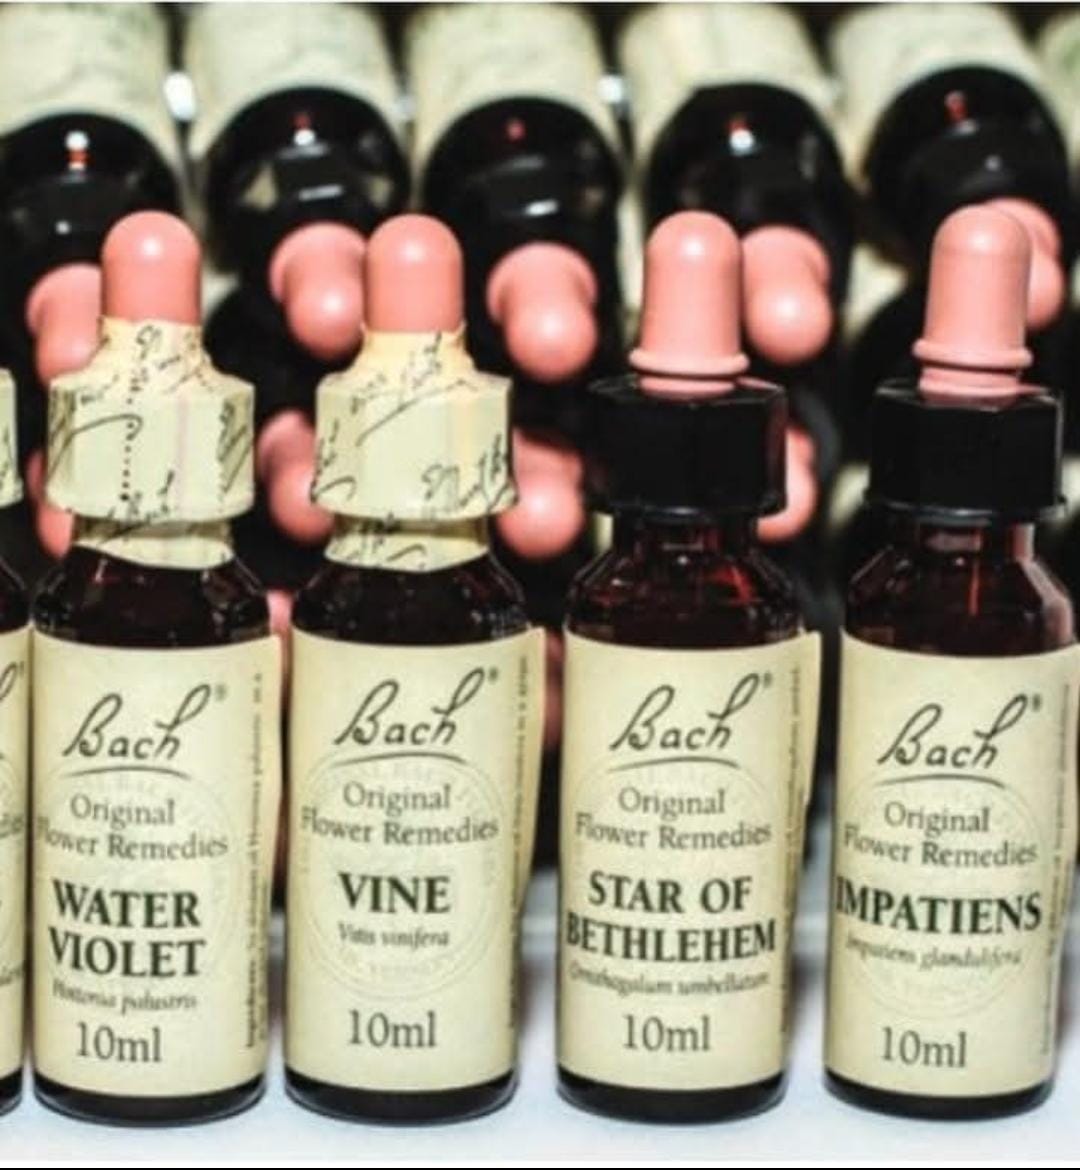 Bach®
Original
Flower Remedies
WATER
VIOLET
Hottonia palustris
10ml
Bach®
Original
Flower Remedies
VINE
Vitis vinifera
10ml
Bach®
Original
Flower Remedies
STAR OF
BETHLEHEM
Ornithogalum umbellatum
10ml
Bach®
Original
Flower Remedies
IMPATIENS
Impatiens glandulifera
10ml